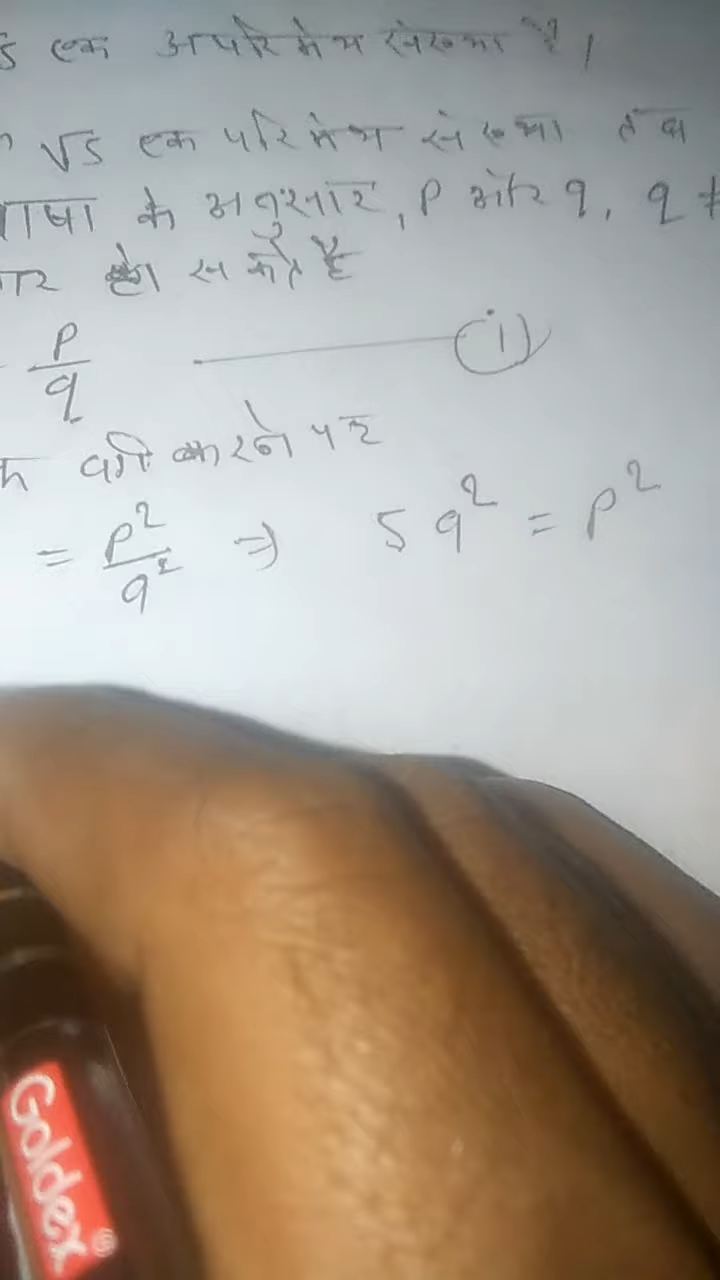 एक अपरिमेय संख्या है।
√5 एक परिमेय संख्या तब
के अनुसार, P और q, q ≠
हो सकते है
P/q ——— (i)
वर्ग करने पर
= p²/q² ⇒ 5q² = p²
Goldex®